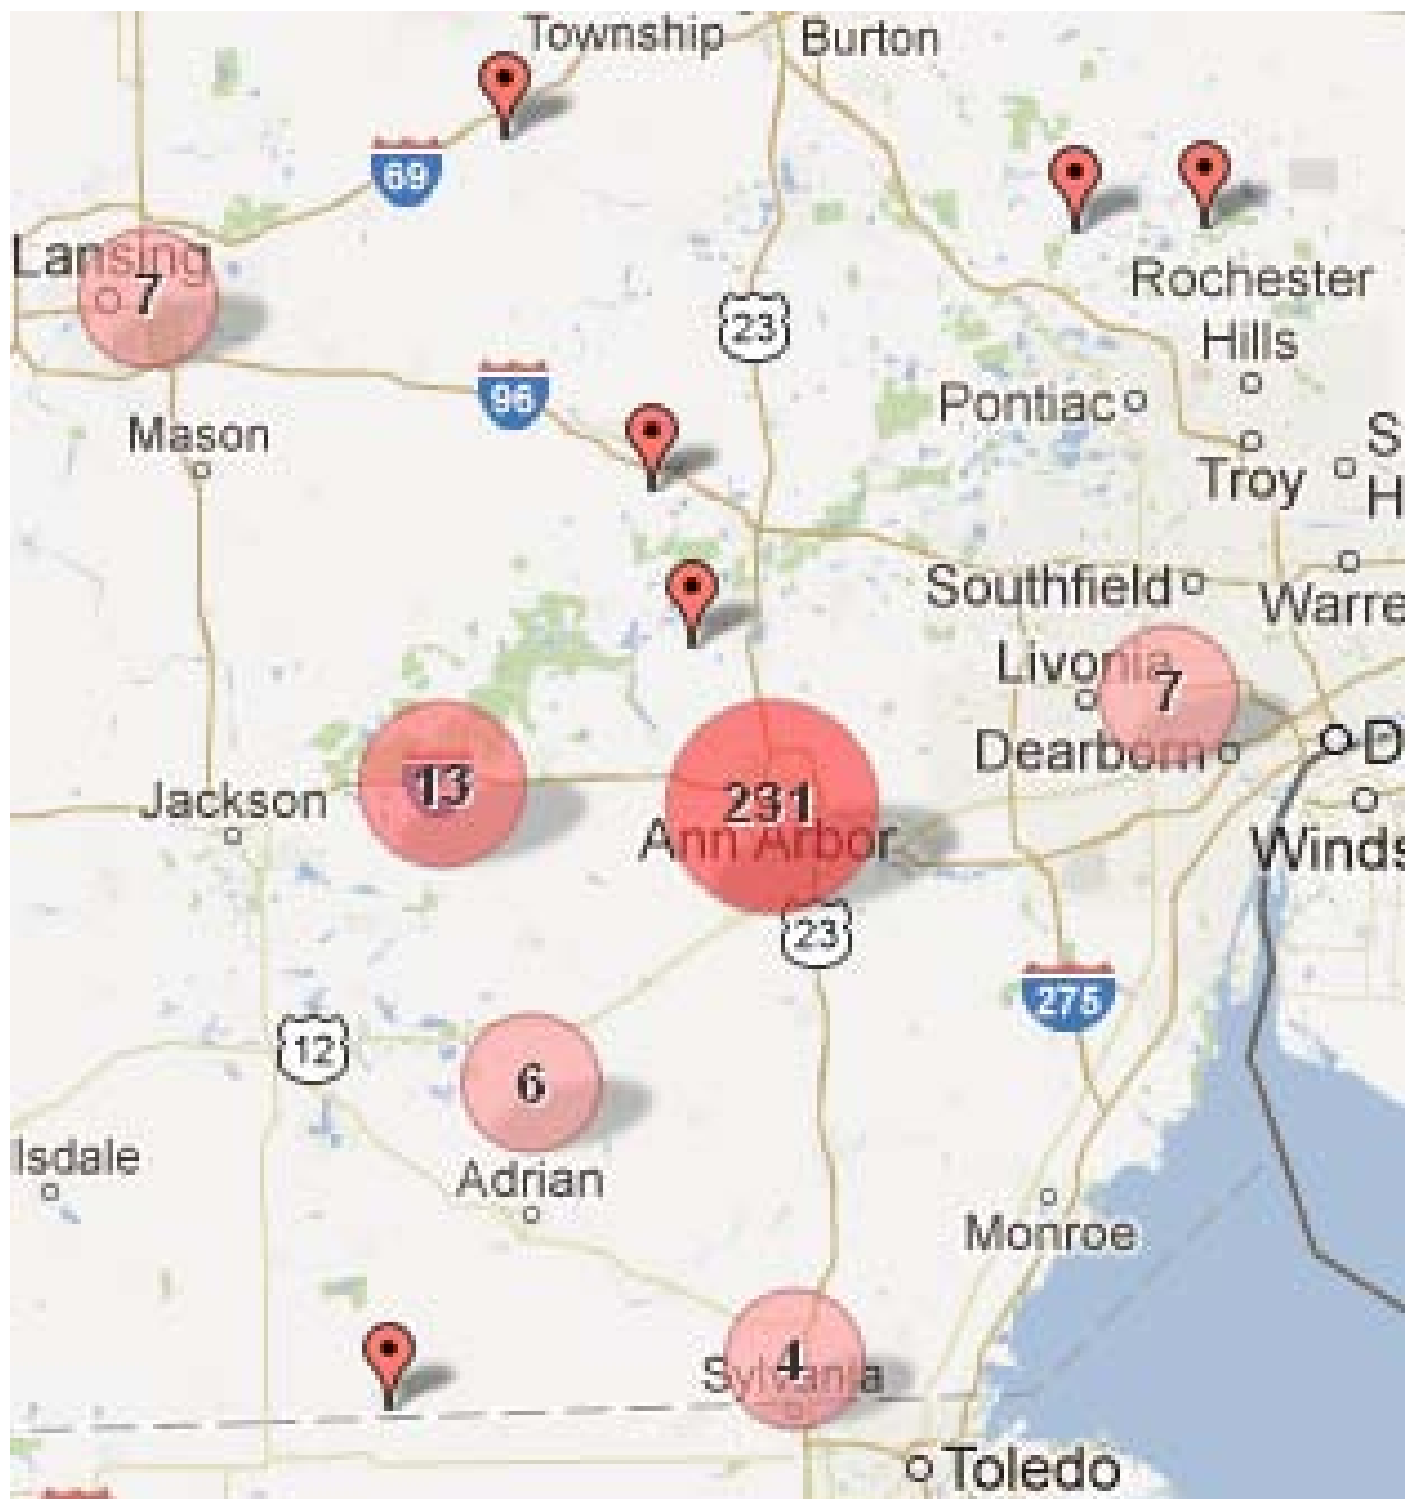 Township
Burton
69
Lansing
7
Rochester
Hills
23
96
Pontiac
Mason
S
Troy
H
Southfield
Warre
Livonia
7
Dearborn
D
13
231
Jackson
Ann Arbor
Winds
23
275
12
6
lsdale
Adrian
Monroe
4
Sylvania
Toledo